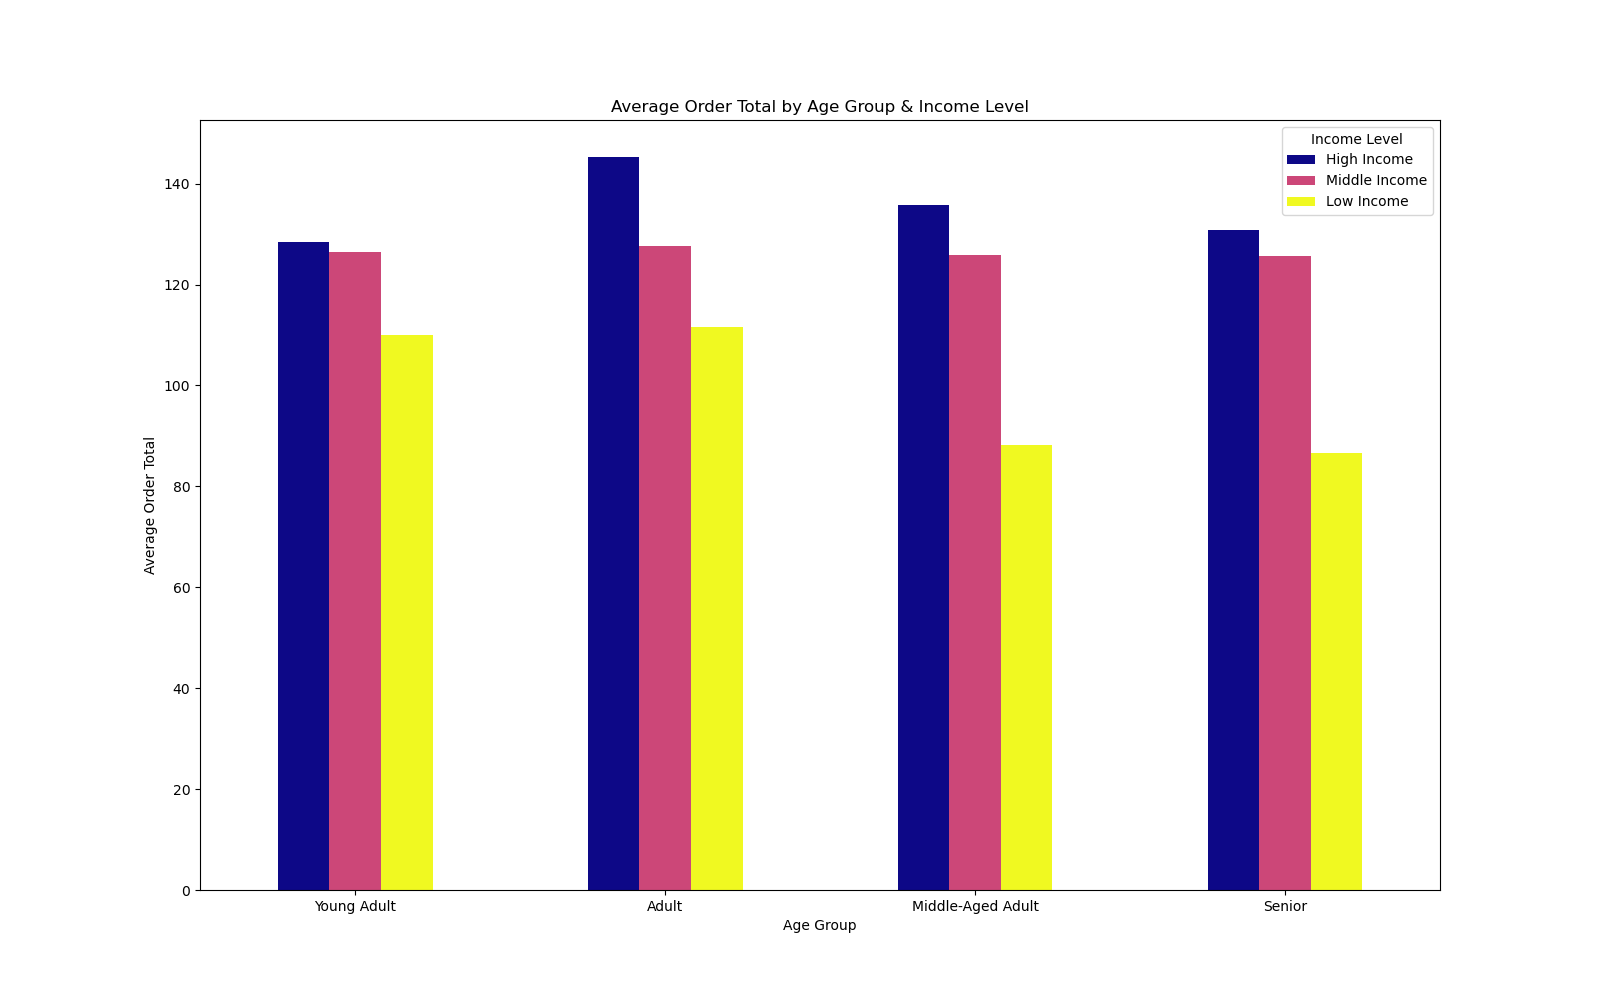 Average Order Total by Age Group & Income Level
Income Level
High Income
Middle Income
Low Income
Average Order Total
140
120
100
80
60
40
20
0
Young Adult
Adult
Middle-Aged Adult
Senior
Age Group